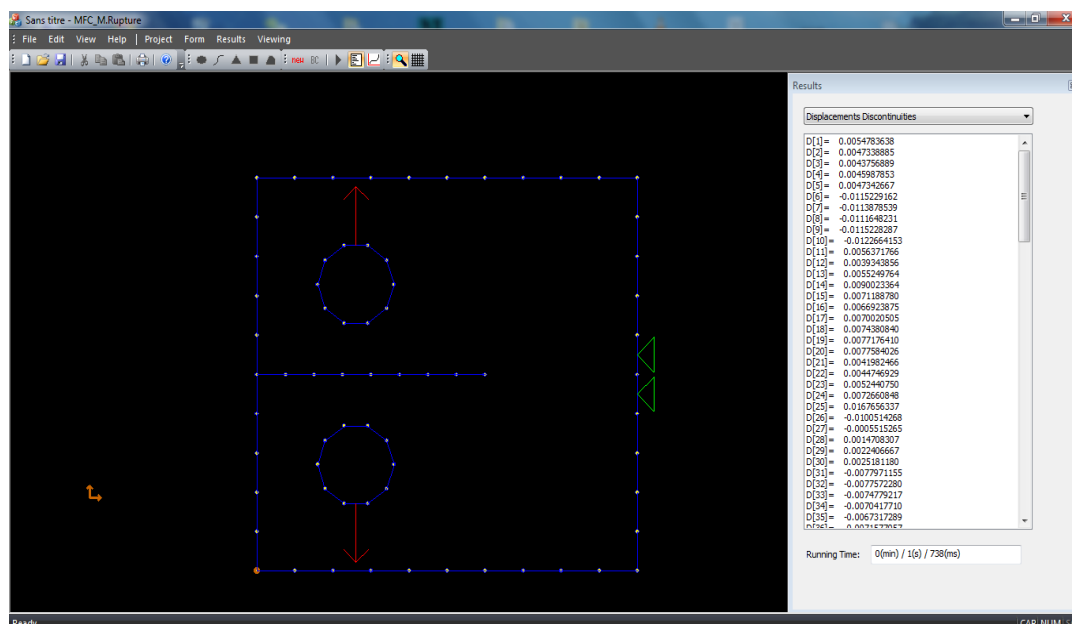 Sans titre - MFC_M.Rupture
File Edit View Help Project Form Results Viewing
new BC
Results
Displacements Discontinuities
D[1]= 0.0054783638
D[2]= 0.0047338885
D[3]= 0.0043756889
D[4]= 0.0045987853
D[5]= 0.0047342667
D[6]= -0.0115229162
D[7]= -0.0113878539
D[8]= -0.0111648231
D[9]= -0.0115228287
D[10]= -0.0122664153
D[11]= 0.0056371766
D[12]= 0.0039343856
D[13]= 0.0055249764
D[14]= 0.0090023364
D[15]= 0.0071188780
D[16]= 0.0066923875
D[17]= 0.0070020505
D[18]= 0.0074380840
D[19]= 0.0077176410
D[20]= 0.0077584026
D[21]= 0.0041982466
D[22]= 0.0044746929
D[23]= 0.0052440750
D[24]= 0.0072660848
D[25]= 0.0167656337
D[26]= -0.0100514268
D[27]= -0.0005515265
D[28]= 0.0014708307
D[29]= 0.0022406667
D[30]= 0.0025181180
D[31]= -0.0077971155
D[32]= -0.0077572280
D[33]= -0.0074779217
D[34]= -0.0070417710
D[35]= -0.0067317289
Running Time: 0(min) / 1(s) / 738(ms)
Ready
CAP NUM